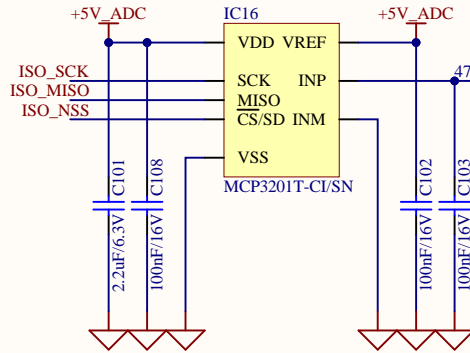 +5V_ADC
IC16
+5V_ADC
VDD VREF
ISO_SCK
SCK INP
47
ISO_MISO
MISO
ISO_NSS
CS/SD INM
VSS
MCP3201T-CI/SN
C101
2.2uF/6.3V
C108
100nF/16V
C102
100nF/16V
C103
100nF/16V